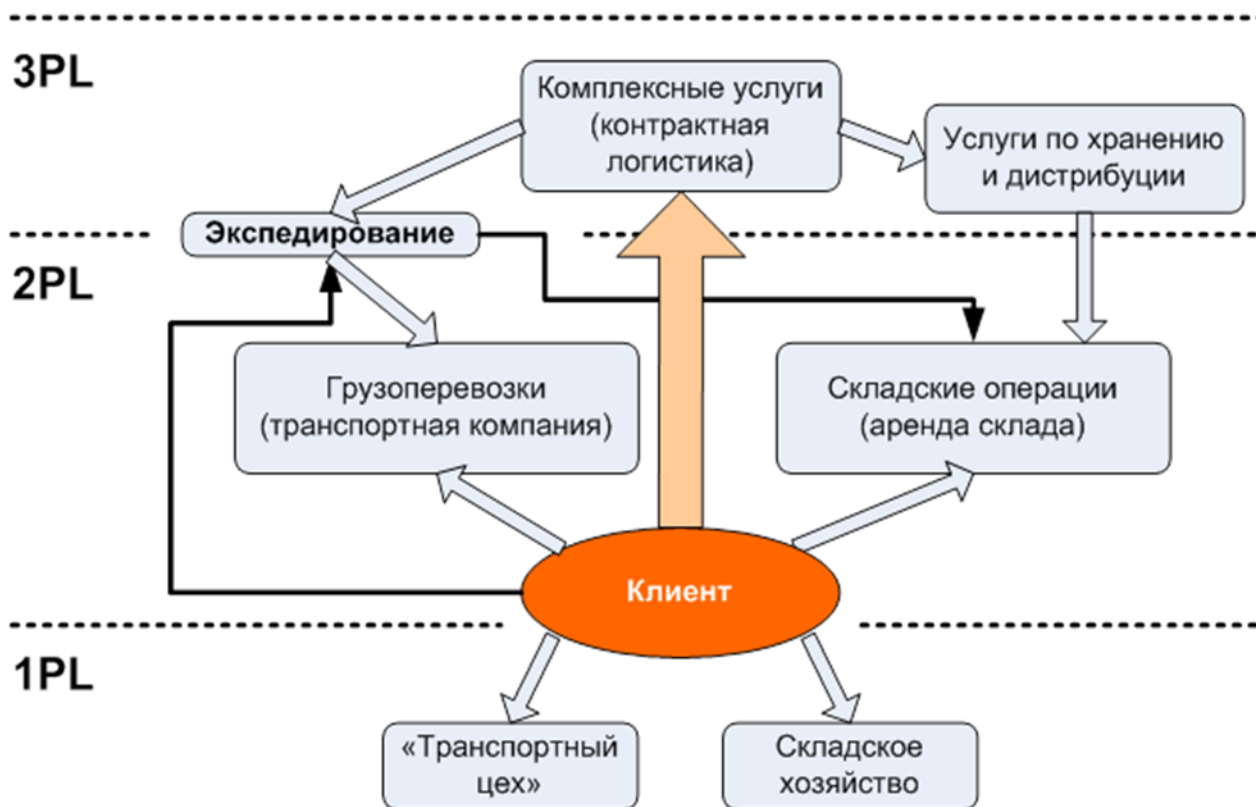 3PL
Комплексные услуги
(контрактная
логистика)
Услуги по хранению
и дистрибуции
Экспедирование
2PL
Грузоперевозки
(транспортная компания)
Складские операции
(аренда склада)
Клиент
1PL
«Транспортный
цех»
Складское
хозяйство